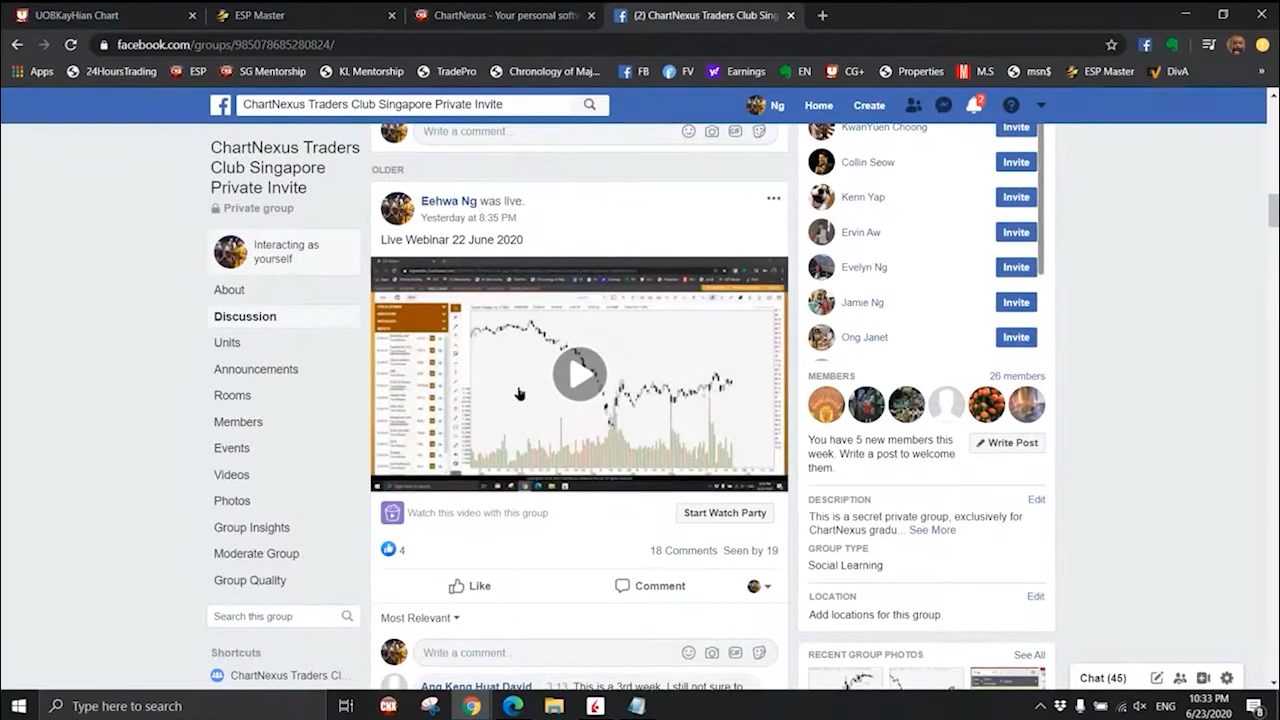 UOBKayHian Chart
ESP Master
ChartNexus - Your personal softw
(2) ChartNexus Traders Club Sing
facebook.com/groups/985078685280824/
Apps
24HoursTrading
ESP
SG Mentorship
KL Mentorship
TradePro
Chronology of Maj...
FB
FV
Earnings
EN
CG+
Properties
M.S
msn$
ESP Master
DivA
»
ChartNexus Traders Club Singapore Private Invite
Ng
Home
Create
2
ChartNexus Traders
Club Singapore
Private Invite
Private group
Interacting as
yourself
About
Discussion
Units
Announcements
Rooms
Members
Events
Videos
Photos
Group Insights
Moderate Group
Group Quality
Search this group
Shortcuts
ChartNexus Traders Cl...
Write a comment...
OLDER
Eehwa Ng was live.
Yesterday at 8:35 PM
Live Webinar 22 June 2020
Watch this video with this group
Start Watch Party
4
18 Comments Seen by 19
Like
Comment
Most Relevant
Write a comment...
Ang Keng Huat David 3:13 This is a 3rd week, I still not sure to
KwanYuen Choong
Invite
Collin Seow
Invite
Kenn Yap
Invite
Ervin Aw
Invite
Evelyn Ng
Invite
Jamie Ng
Invite
Ong Janet
Invite
MEMBERS
26 members
You have 5 new members this
week. Write a post to welcome
them.
Write Post
DESCRIPTION
Edit
This is a secret private group, exclusively for
ChartNexus gradu... See More
GROUP TYPE
Social Learning
LOCATION
Edit
Add locations for this group.
RECENT GROUP PHOTOS
See All
Chat (45)
Type here to search
CNX
ENG
10:33 PM
6/23/2020
8